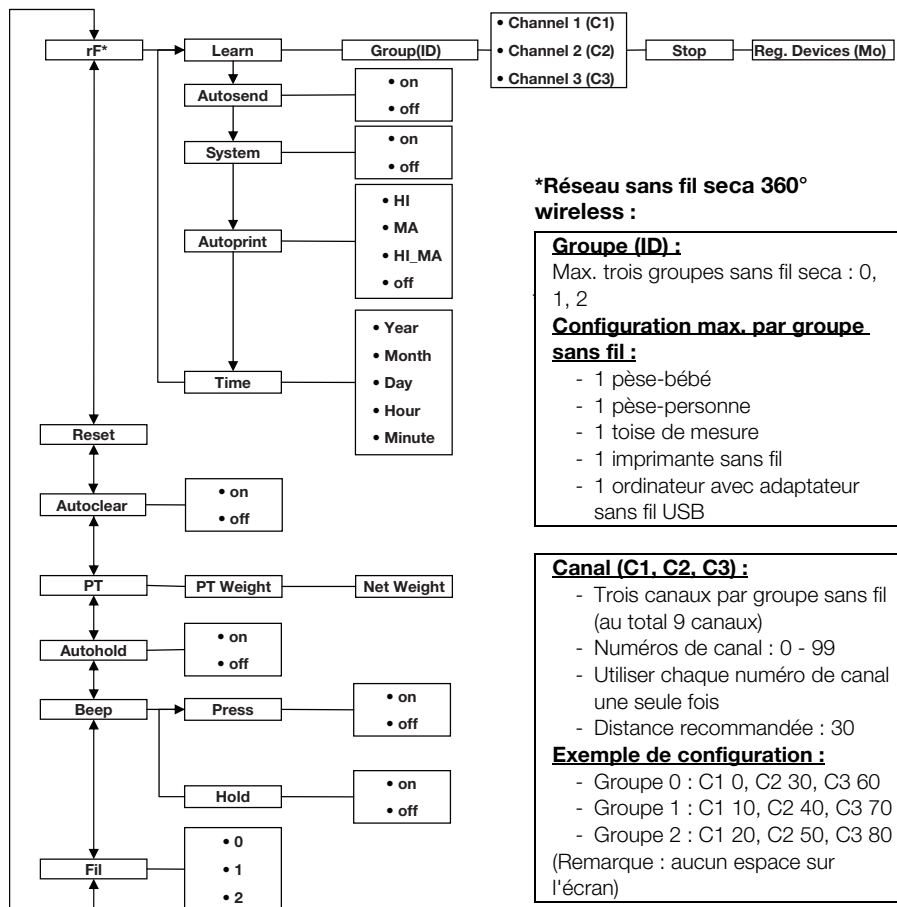 rF*
Learn
Group(ID)
• Channel 1 (C1)
• Channel 2 (C2)
• Channel 3 (C3)
Stop
Reg. Devices (Mo)
Autosend
• on
• off
System
• on
• off
Autoprint
• HI
• MA
• HI_MA
• off
Time
• Year
• Month
• Day
• Hour
• Minute
Reset
Autoclear
• on
• off
PT
PT Weight
Net Weight
Autohold
• on
• off
Beep
Press
• on
• off
Hold
• on
• off
Fil
• 0
• 1
• 2
*Réseau sans fil seca 360°
wireless :
Groupe (ID) :
Max. trois groupes sans fil seca : 0,
1, 2
Configuration max. par groupe
sans fil :
- 1 pèse-bébé
- 1 pèse-personne
- 1 toise de mesure
- 1 imprimante sans fil
- 1 ordinateur avec adaptateur
sans fil USB
Canal (C1, C2, C3) :
- Trois canaux par groupe sans fil
(au total 9 canaux)
- Numéros de canal : 0 - 99
- Utiliser chaque numéro de canal
une seule fois
- Distance recommandée : 30
Exemple de configuration :
- Groupe 0 : C1 0, C2 30, C3 60
- Groupe 1 : C1 10, C2 40, C3 70
- Groupe 2 : C1 20, C2 50, C3 80
(Remarque : aucun espace sur
l'écran)